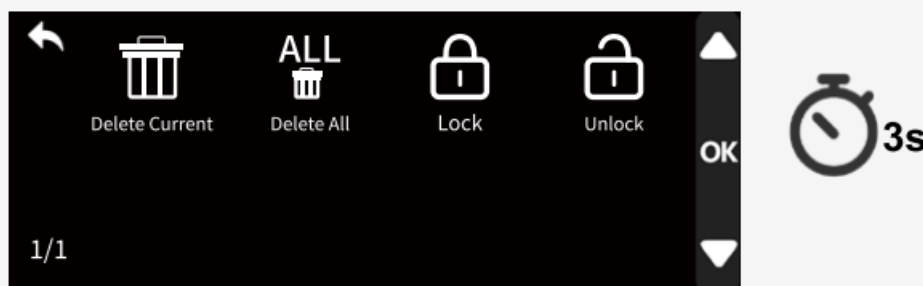 ALL
Delete Current
Delete All
Lock
Unlock
OK
3s
1/1